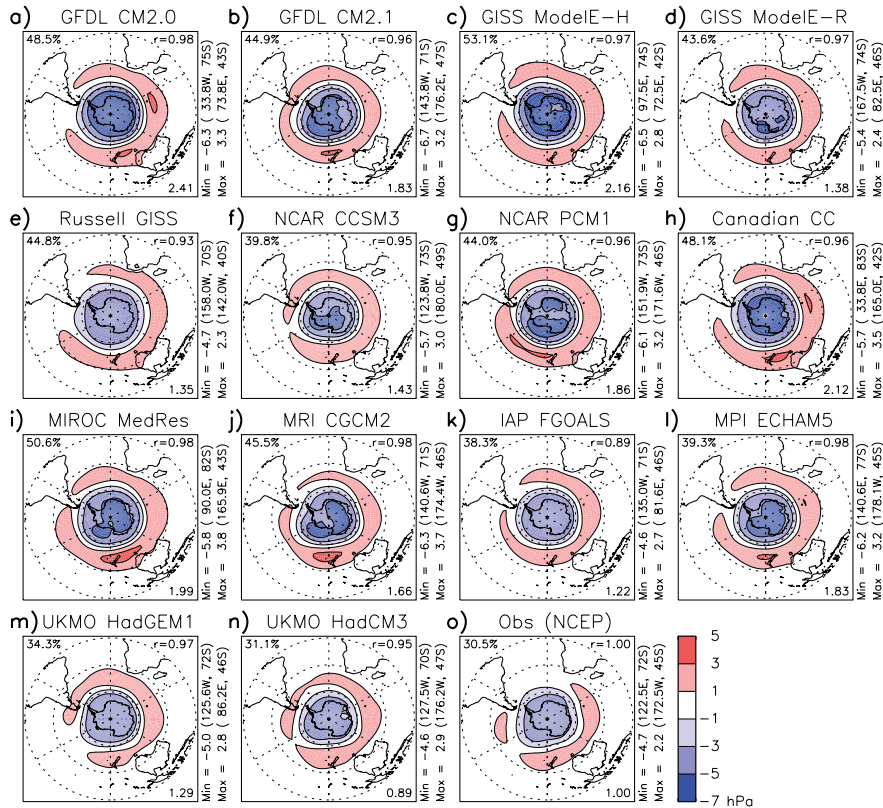 a) GFDL CM2.0
48.5% r=0.98
Min = -6.3 ( 33.8W, 75S)
Max = 3.3 ( 73.8E, 43S)
2.41
b) GFDL CM2.1
44.9% r=0.96
Min = -6.7 (143.8W, 71S)
Max = 3.2 (176.2E, 47S)
1.83
c) GISS ModelE-H
53.1% r=0.97
Min = -6.5 ( 97.5E, 74S)
Max = 2.8 ( 72.5E, 42S)
2.16
d) GISS ModelE-R
43.6% r=0.97
Min = -5.4 (167.5W, 74S)
Max = 2.4 ( 82.5E, 46S)
1.38
e) Russell GISS
44.8% r=0.93
Min = -4.7 (158.0W, 70S)
Max = 2.3 (142.0W, 40S)
1.35
f) NCAR CCSM3
39.8% r=0.95
Min = -5.7 (123.8W, 73S)
Max = 3.0 (180.0E, 49S)
1.43
g) NCAR PCM1
44.0% r=0.96
Min = -6.1 (151.9W, 73S)
Max = 3.2 (171.6W, 46S)
1.86
h) Canadian CC
48.1% r=0.96
Min = -5.7 ( 33.8E, 83S)
Max = 3.5 (165.0E, 42S)
2.12
i) MIROC MedRes
50.6% r=0.98
Min = -5.8 ( 90.0E, 82S)
Max = 3.8 (165.9E, 43S)
1.99
j) MRI CGCM2
45.5% r=0.98
Min = -6.3 (140.6W, 71S)
Max = 3.7 (174.4W, 46S)
1.66
k) IAP FGOALS
38.3% r=0.89
Min = -4.6 (135.0W, 71S)
Max = 2.7 ( 81.6E, 46S)
1.22
l) MPI ECHAM5
39.3% r=0.98
Min = -6.2 (140.6E, 77S)
Max = 3.2 (178.1W, 45S)
1.83
m) UKMO HadGEM1
34.3% r=0.97
Min = -5.0 (125.6W, 72S)
Max = 2.8 ( 86.2E, 46S)
1.29
n) UKMO HadCM3
31.1% r=0.95
Min = -4.6 (127.5W, 70S)
Max = 2.9 (176.2W, 47S)
0.89
o) Obs (NCEP)
30.5% r=1.00
Min = -4.7 (122.5E, 72S)
Max = 2.2 (172.5W, 45S)
1.00
5
3
1
-1
-3
-5
-7 hPa